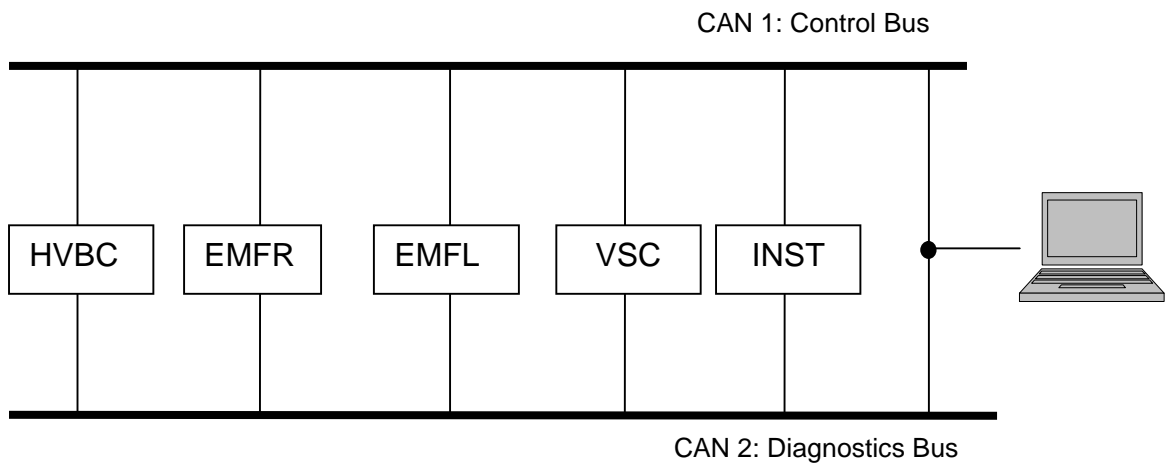 CAN 1: Control Bus
HVBC EMFR EMFL VSC INST
CAN 2: Diagnostics Bus